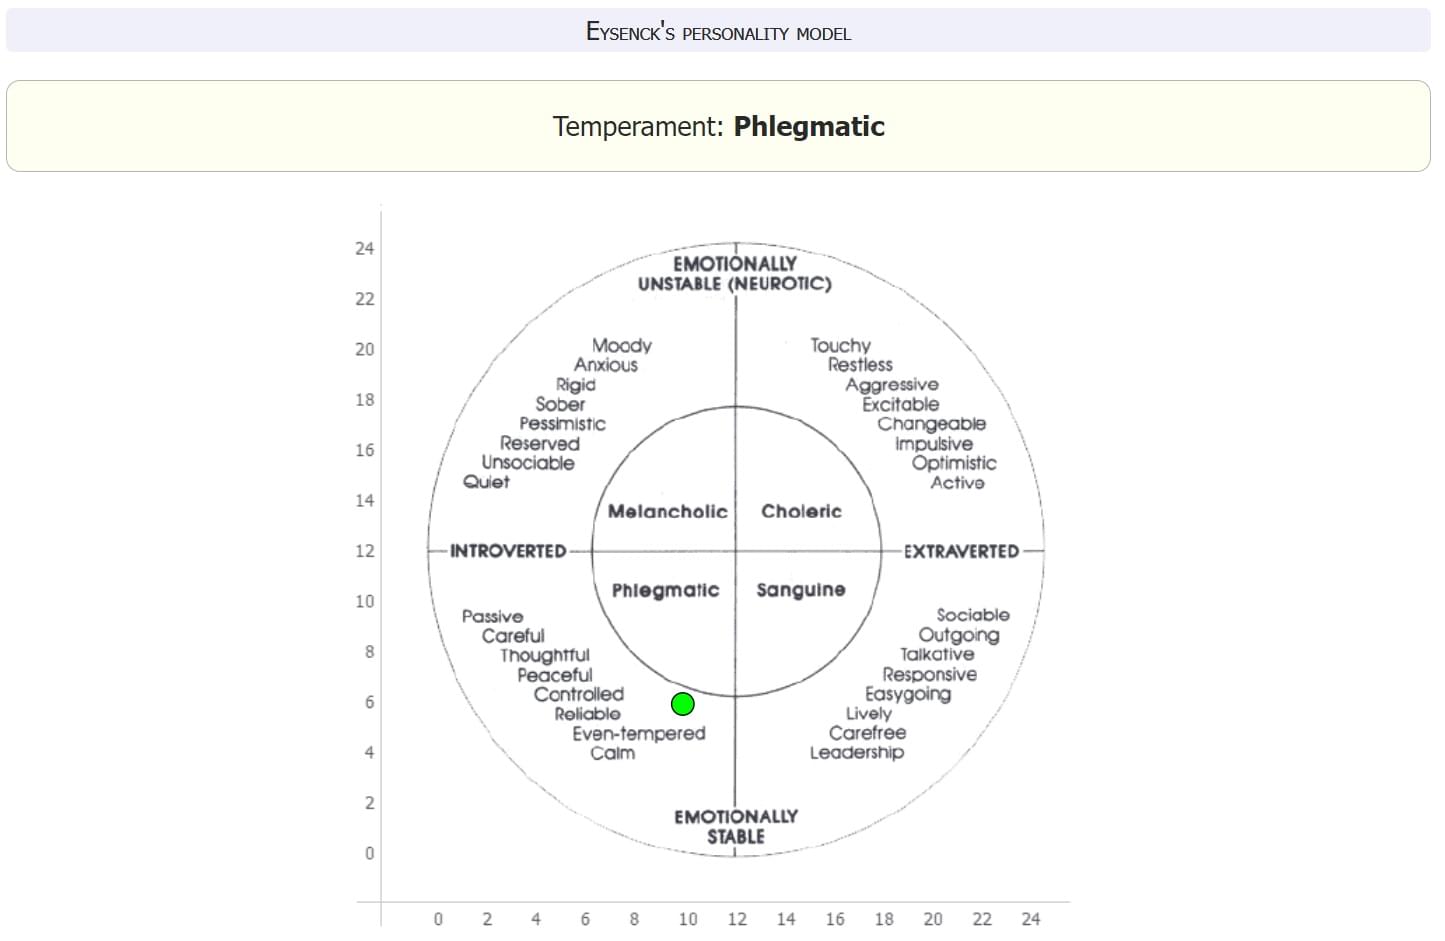 Eysenck's personality model
Temperament: Phlegmatic
24
22
20
18
16
14
12
10
8
6
4
2
0
EMOTIONALLY
UNSTABLE (NEUROTIC)
Moody
Anxious
Rigid
Sober
Pessimistic
Reserved
Unsociable
Quiet
Touchy
Restless
Aggressive
Excitable
Changeable
Impulsive
Optimistic
Active
Melancholic
Choleric
INTROVERTED
EXTRAVERTED
Phlegmatic
Sanguine
Passive
Careful
Thoughtful
Peaceful
Controlled
Reliable
Even-tempered
Calm
Sociable
Outgoing
Talkative
Responsive
Easygoing
Lively
Carefree
Leadership
EMOTIONALLY
STABLE
0 2 4 6 8 10 12 14 16 18 20 22 24